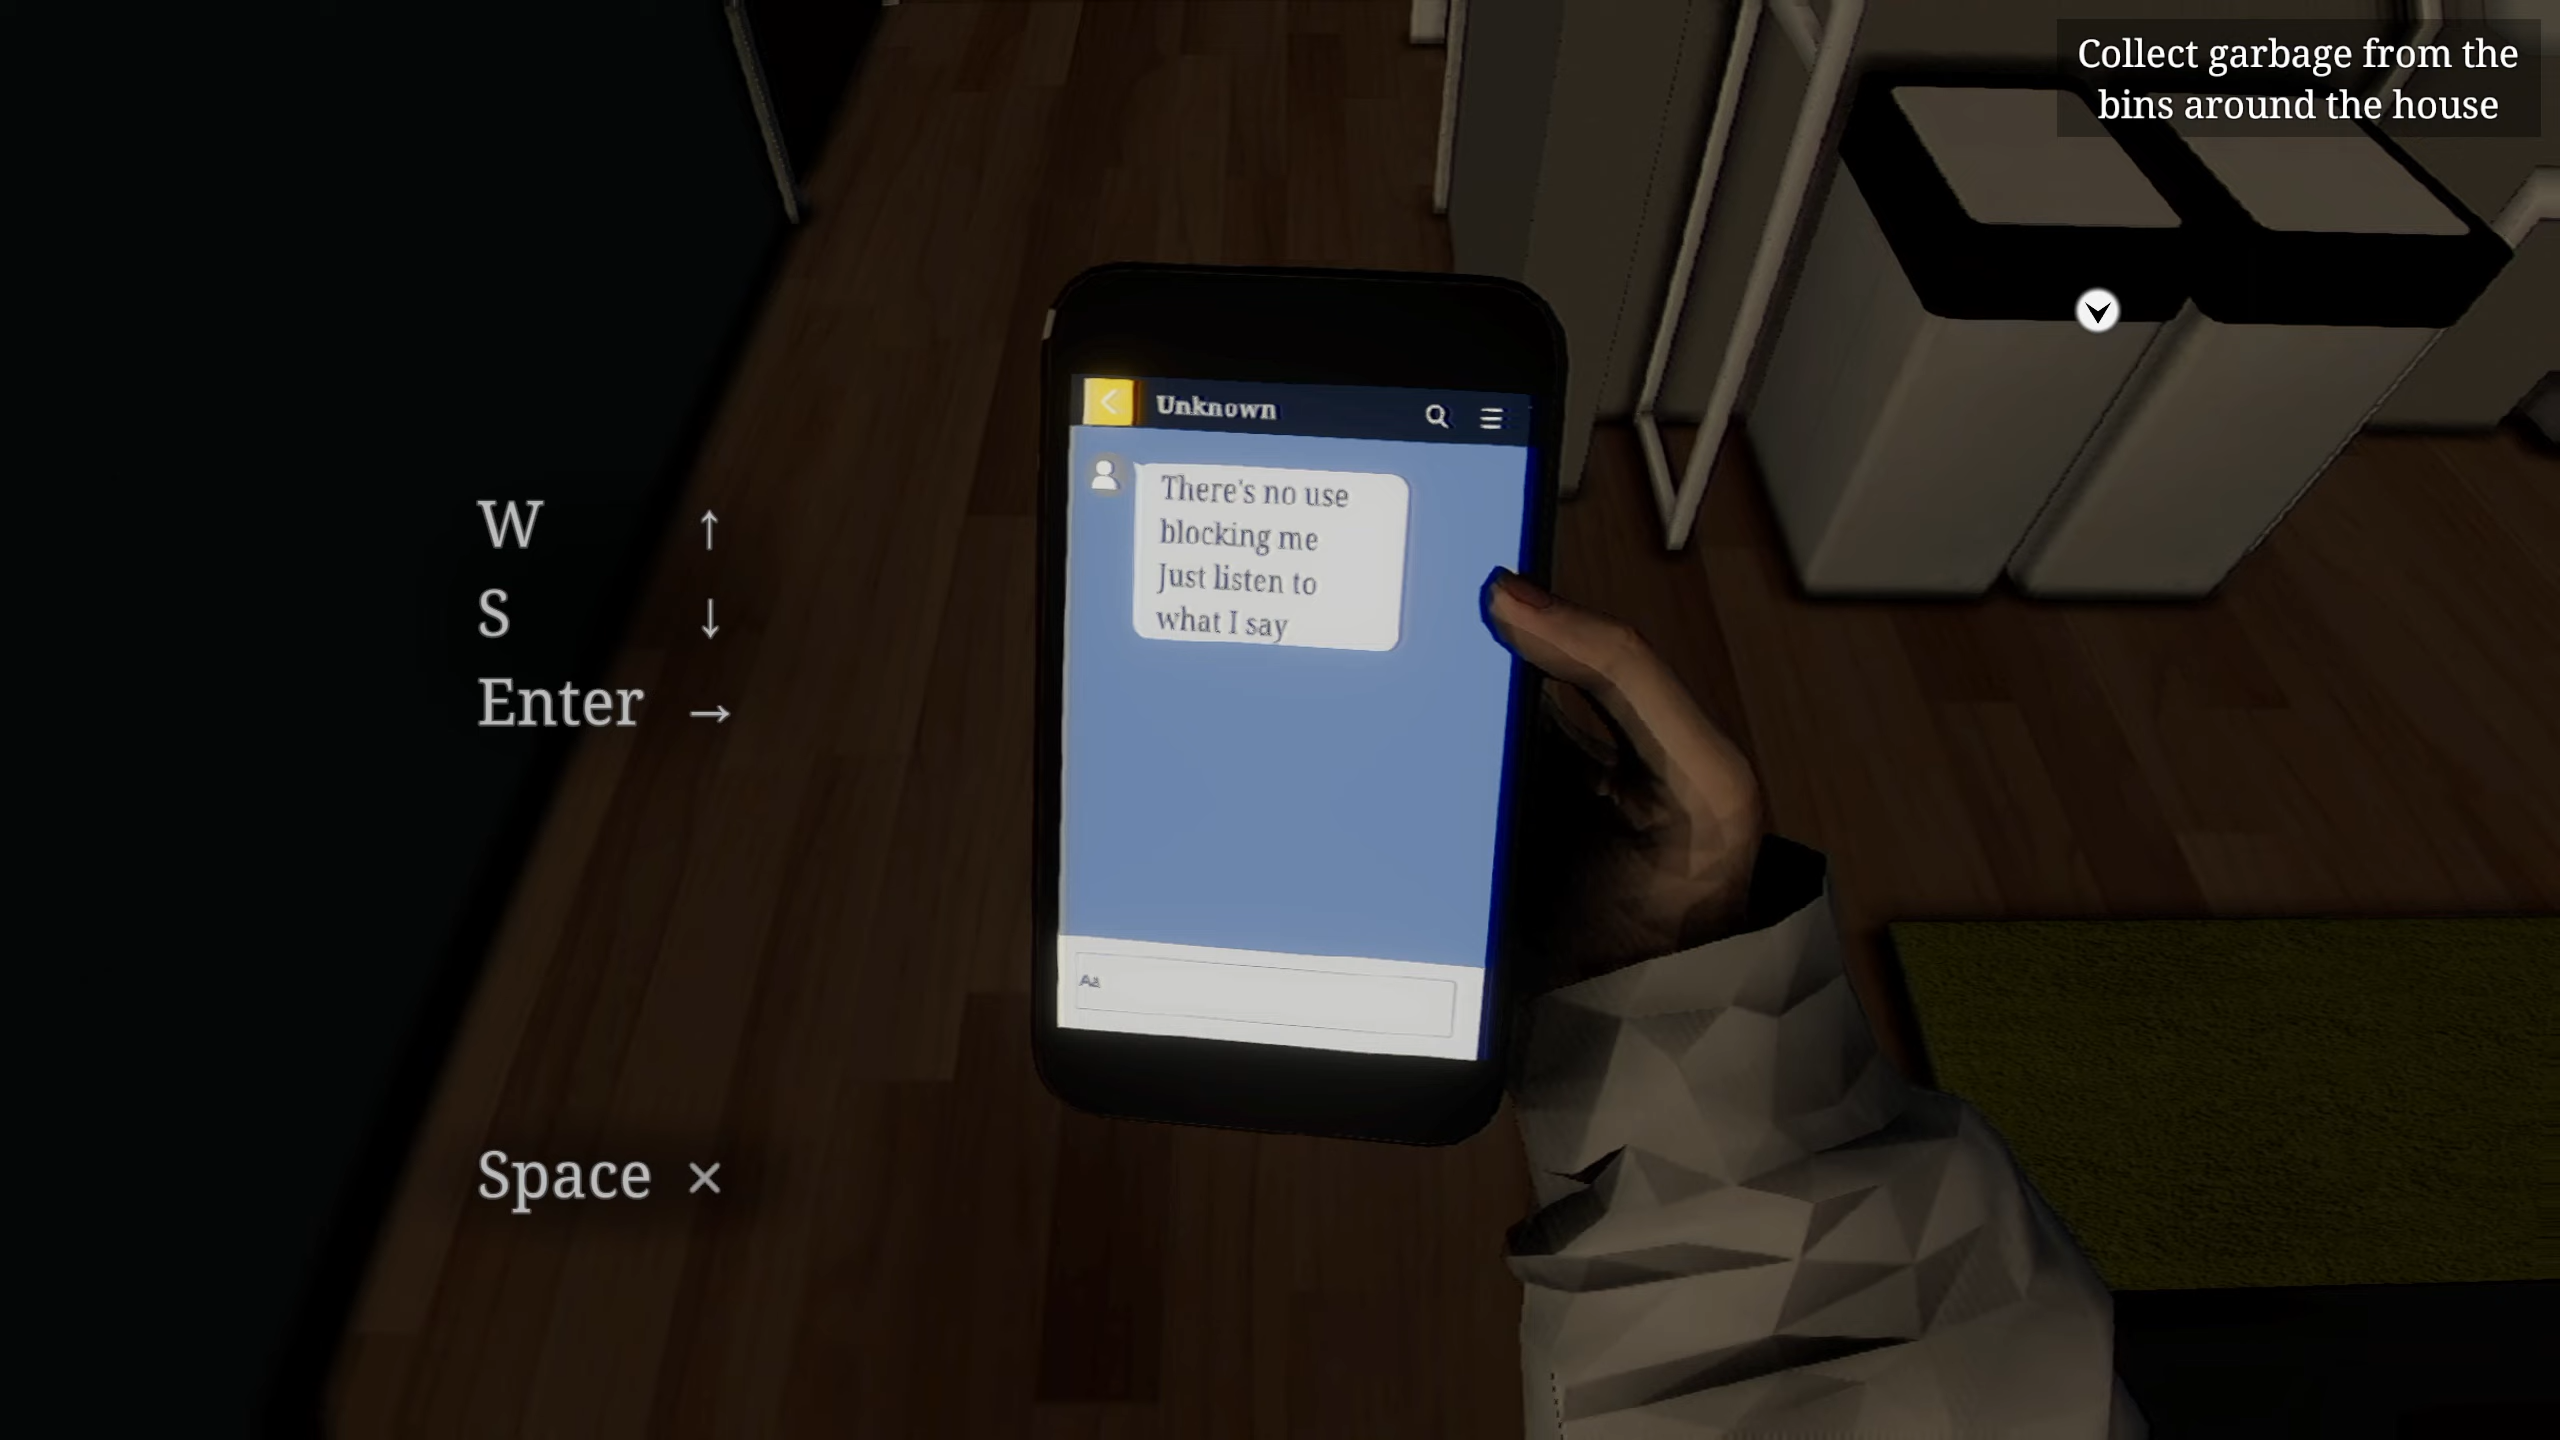 Collect garbage from the
bins around the house
Unknown
There's no use
blocking me
Just listen to
what I say
W ↑
S ↓
Enter →
Aa
Space ×